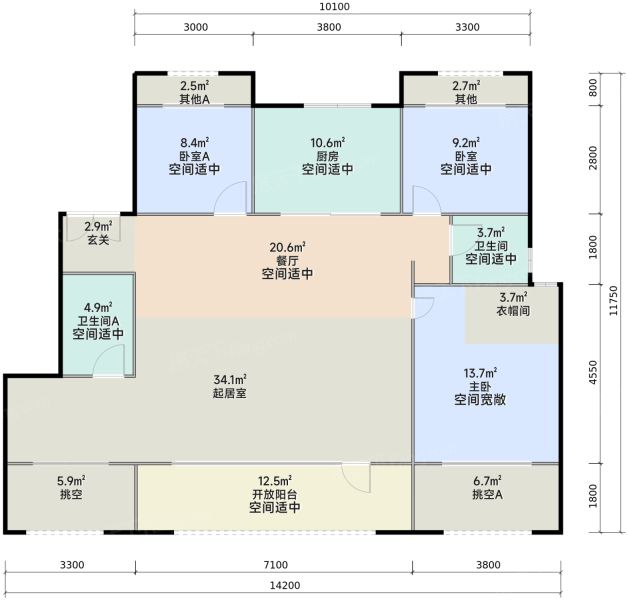 10100
3000
3800
3300
2.5㎡
其他A
2.7㎡
其他
800
8.4㎡
卧室A
空间适中
10.6㎡
厨房
空间适中
9.2㎡
卧室
空间适中
2800
2.9㎡
玄关
20.6㎡
餐厅
空间适中
3.7㎡
卫生间
空间适中
1800
11750
4.9㎡
卫生间A
空间适中
3.7㎡
衣帽间
34.1㎡
起居室
13.7㎡
主卧
空间宽敞
4550
5.9㎡
挑空
12.5㎡
开放阳台
空间适中
6.7㎡
挑空A
1800
3300
7100
3800
14200